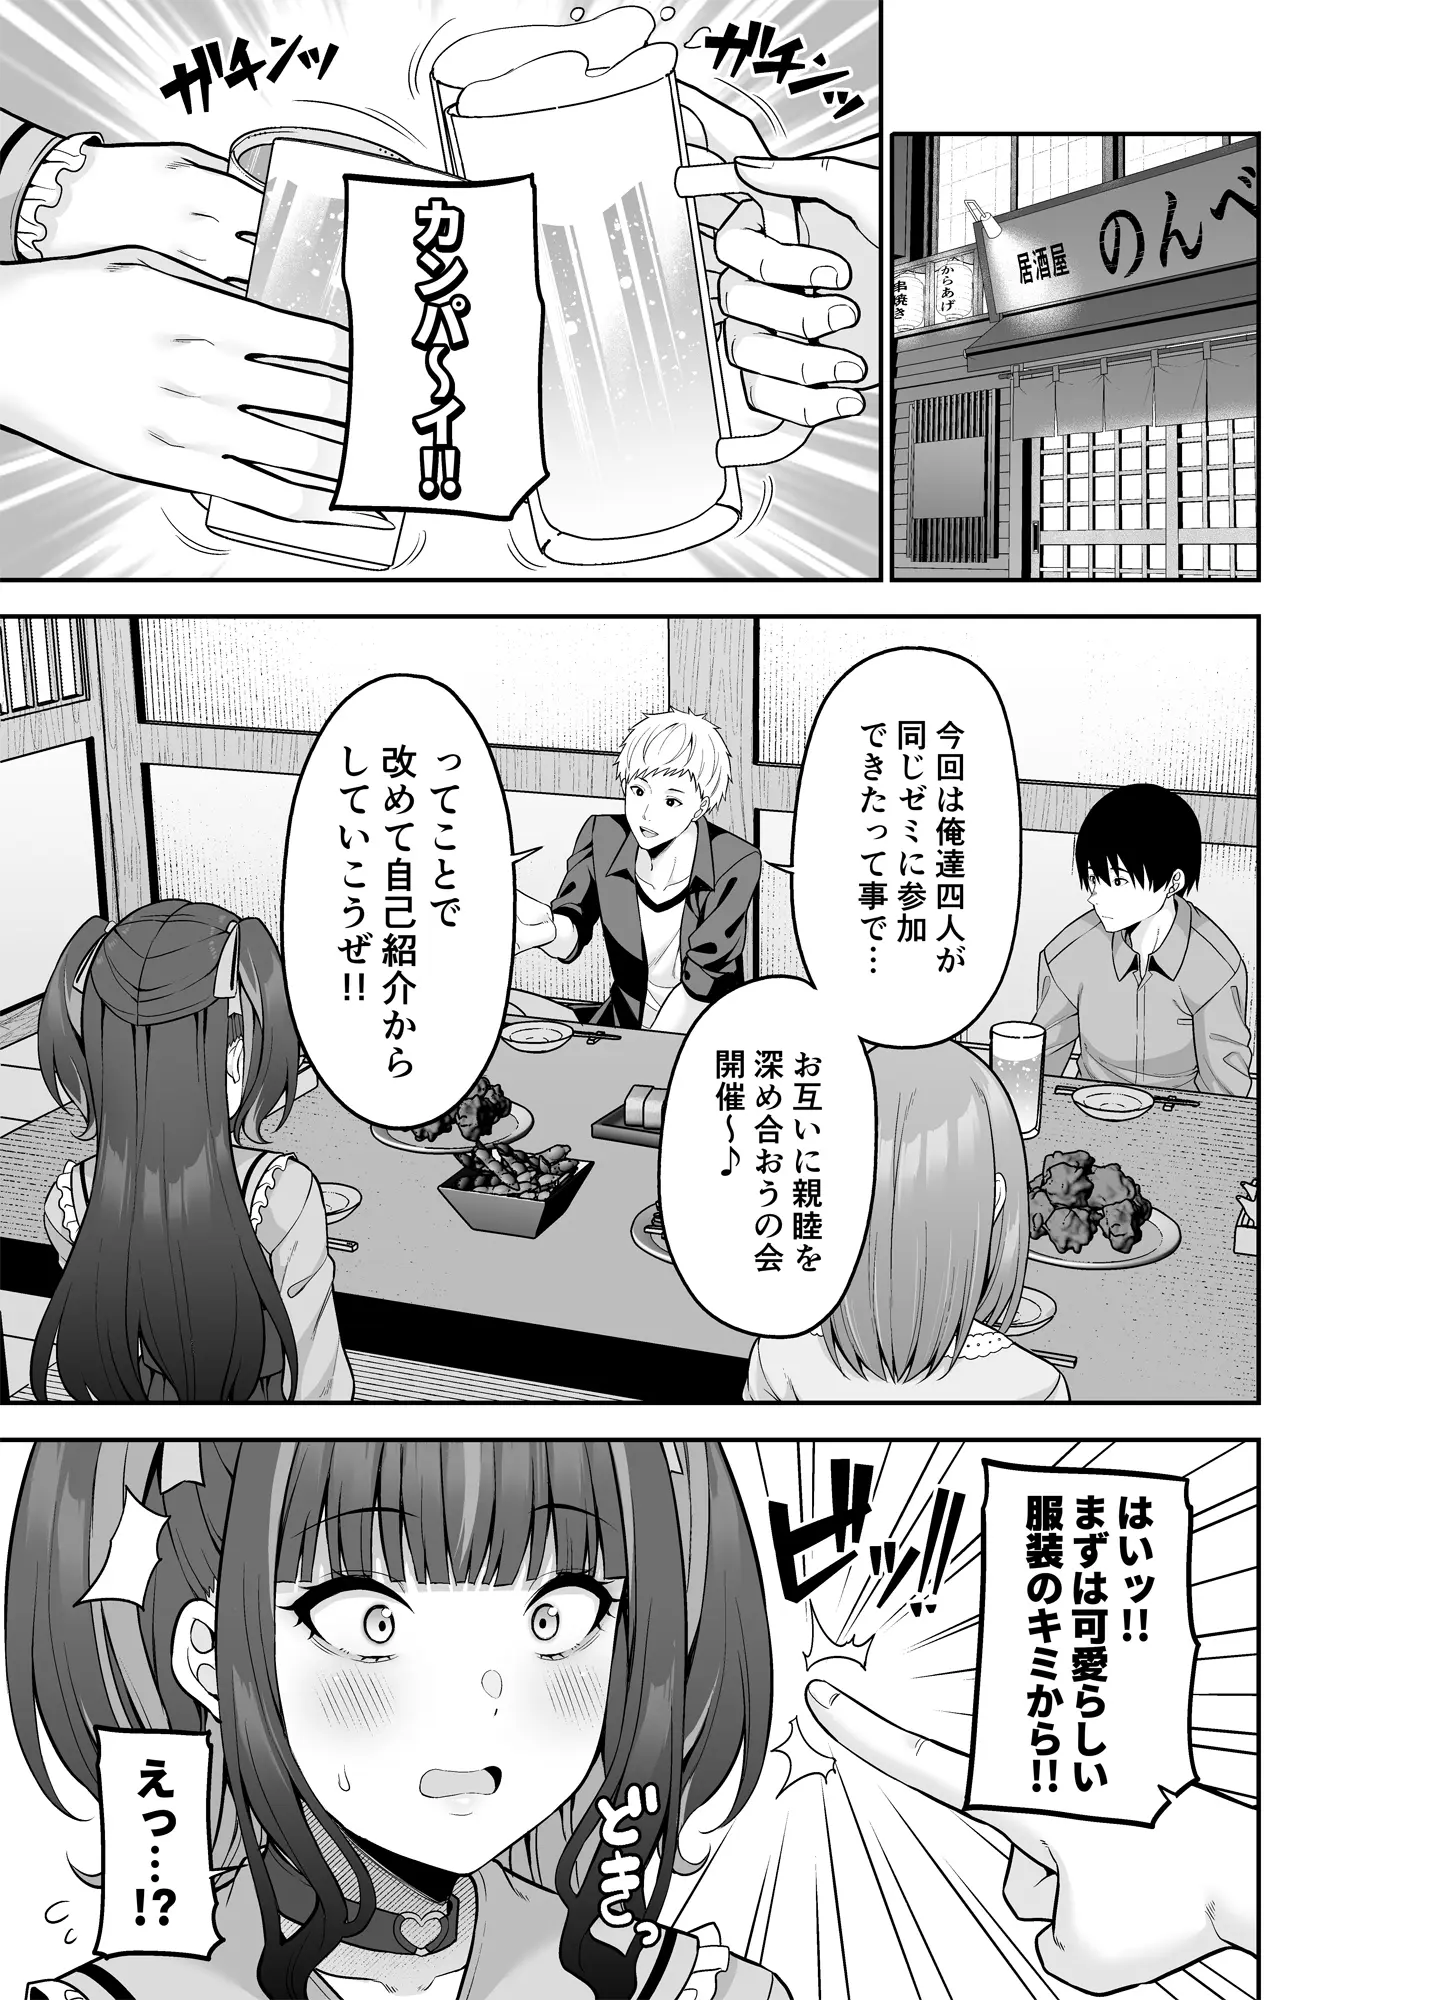 居酒屋
のんべ
からあげ
串焼き
ガチンッ
ガチンッ
カンパ〜イ!!
今回は俺達四人が
同じゼミに参加
できたって事で…
お互いに親睦を
深め合おうの会
開催〜♪
ってことで
改めて自己紹介から
していこうぜ!!
はいッ!!
まずは可愛らしい
服装のキミから!!
ビッ!!
どきっ
えっ…!?